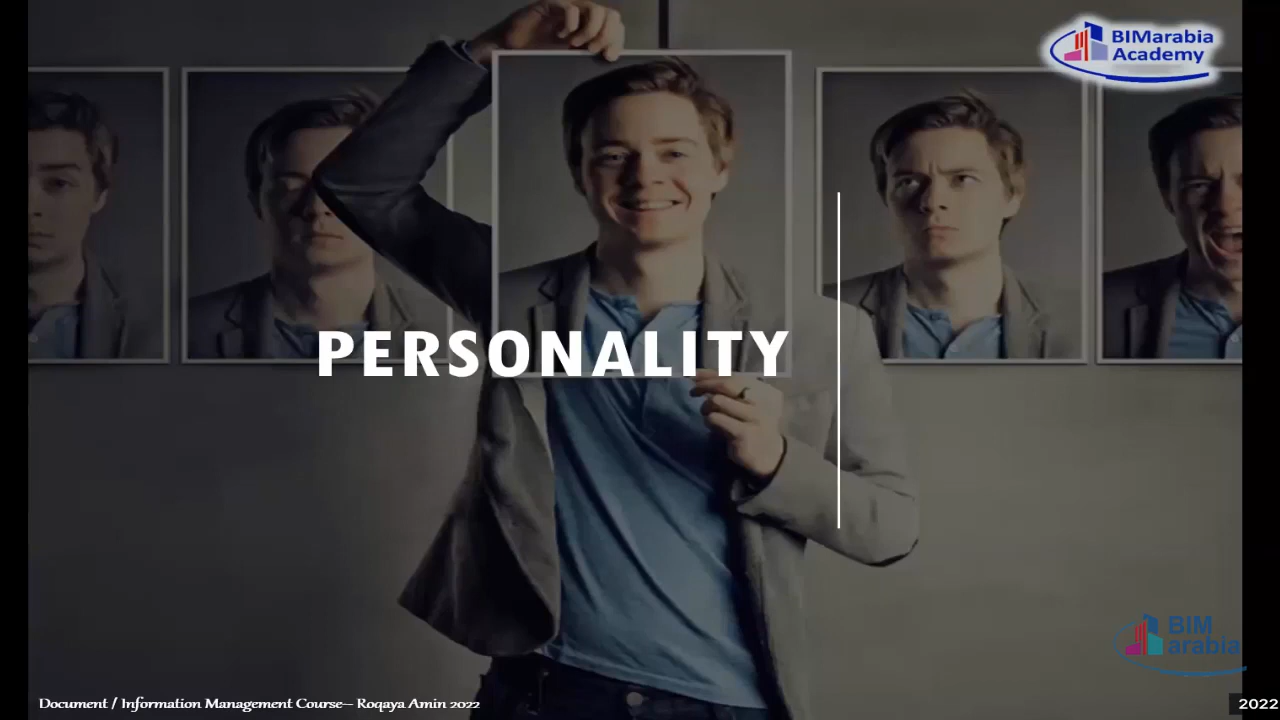 BIMarabia
Academy
PERSONALITY
BIM
arabia
Document / Information Management Course– Roqaya Amin 2022
2022